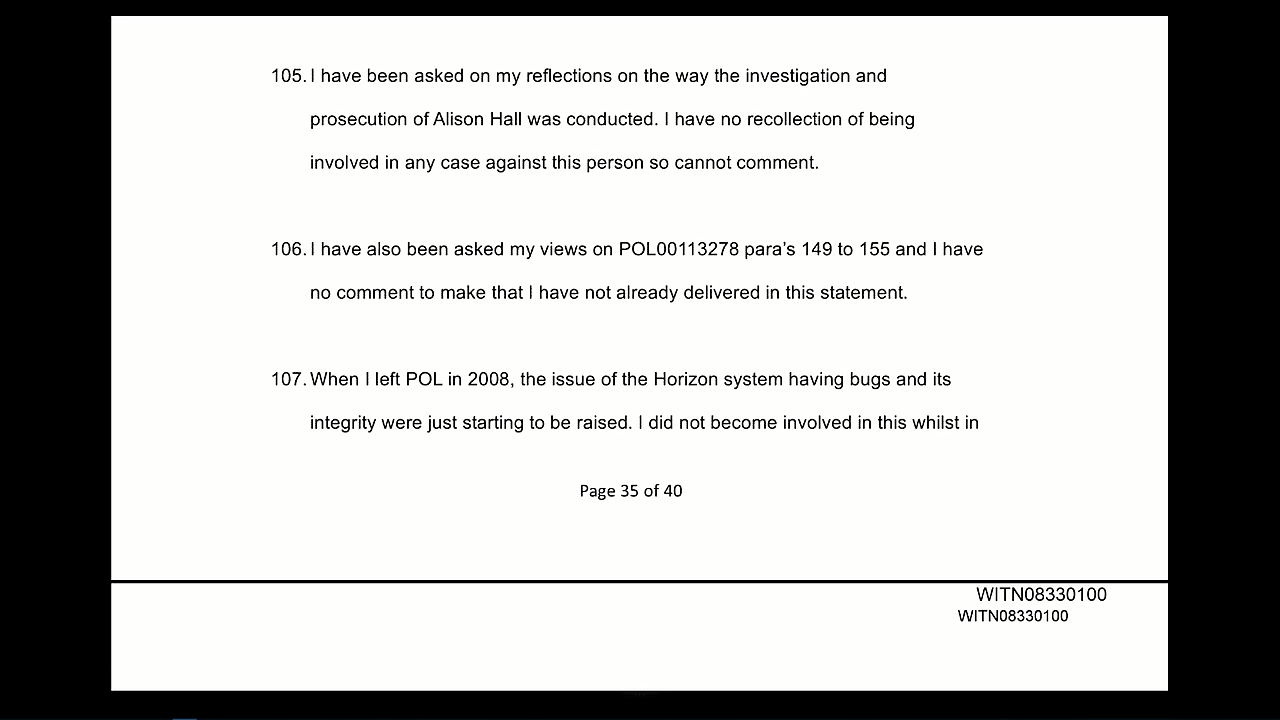 105. I have been asked on my reflections on the way the investigation and
prosecution of Alison Hall was conducted. I have no recollection of being
involved in any case against this person so cannot comment.
106. I have also been asked my views on POL00113278 para’s 149 to 155 and I have
no comment to make that I have not already delivered in this statement.
107. When I left POL in 2008, the issue of the Horizon system having bugs and its
integrity were just starting to be raised. I did not become involved in this whilst in
Page 35 of 40
WITN08330100
WITN08330100